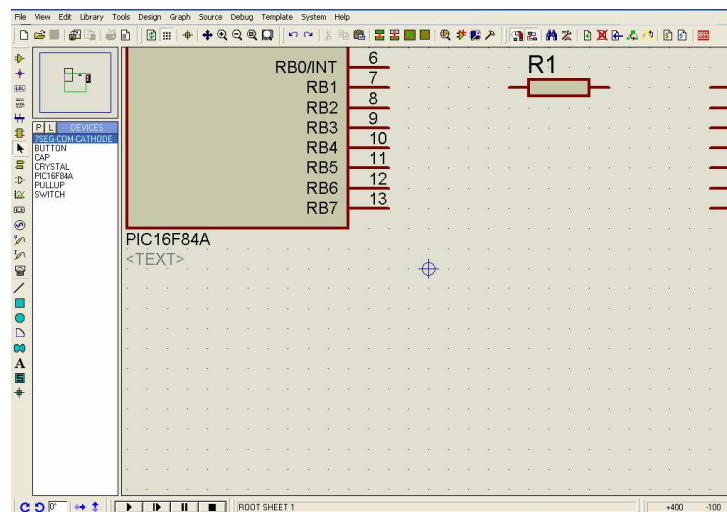 File View Edit Library Tools Design Graph Source Debug Template System Help
P L DEVICES
7SEG-COM-CATHODE
BUTTON
CAP
CRYSTAL
PIC16F84A
PULLUP
SWITCH
RB0/INT 6
RB1 7
RB2 8
RB3 9
RB4 10
RB5 11
RB6 12
RB7 13
R1
PIC16F84A
<TEXT>
A
0°
ROOT SHEET 1
+400 -100